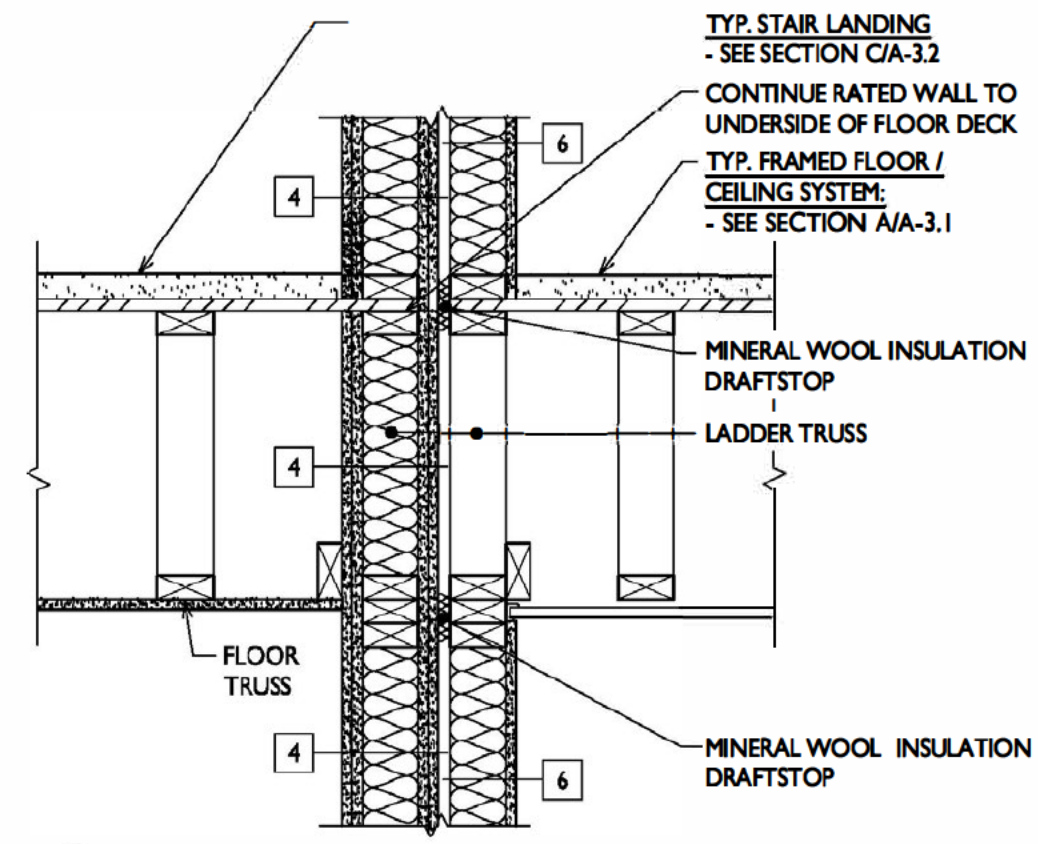 TYP. STAIR LANDING
- SEE SECTION C/A-3.2
CONTINUE RATED WALL TO
UNDERSIDE OF FLOOR DECK
6
TYP. FRAMED FLOOR /
CEILING SYSTEM:
- SEE SECTION A/A-3.1
4
MINERAL WOOL INSULATION
DRAFTSTOP
LADDER TRUSS
4
FLOOR
TRUSS
4
MINERAL WOOL INSULATION
DRAFTSTOP
6